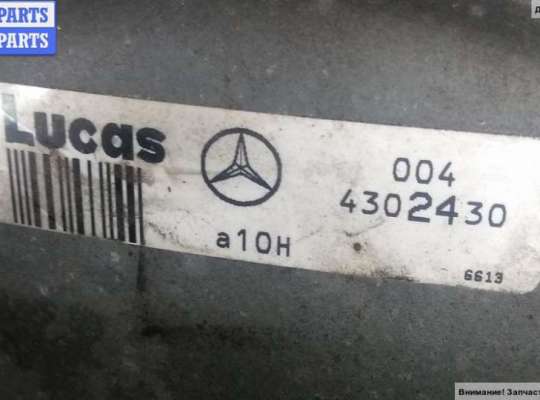 PARTS
PARTS
Lucas
004
4302430
a10H
6613
Внимание! Запчаст